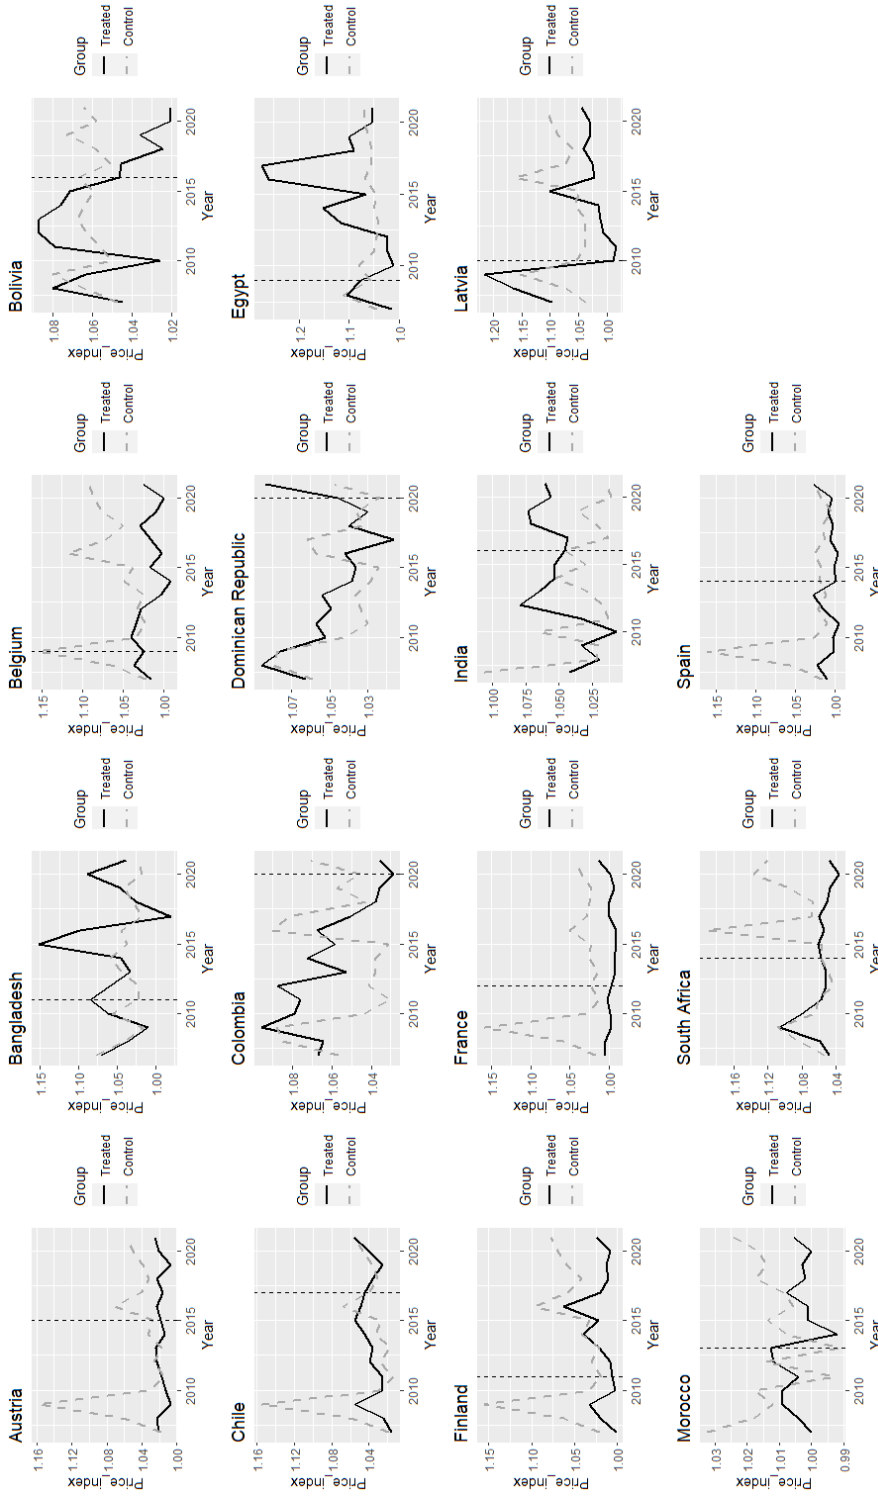 Austria
1.16
1.12
1.08
1.04
1.00
Price_index
2010
2015
2020
Year
Group
Treated
Control
Bangladesh
1.15
1.10
1.05
1.00
Price_index
2010
2015
2020
Year
Group
Treated
Control
Belgium
1.15
1.10
1.05
1.00
Price_index
2010
2015
2020
Year
Group
Treated
Control
Bolivia
1.08
1.06
1.04
1.02
Price_index
2010
2015
2020
Year
Group
Treated
Control
Chile
1.16
1.12
1.08
1.04
Price_index
2010
2015
2020
Year
Group
Treated
Control
Colombia
1.08
1.06
1.04
Price_index
2010
2015
2020
Year
Group
Treated
Control
Dominican Republic
1.07
1.05
1.03
Price_index
2010
2015
2020
Year
Group
Treated
Control
Egypt
1.2
1.1
1.0
Price_index
2010
2015
2020
Year
Group
Treated
Control
Finland
1.15
1.10
1.05
1.00
Price_index
2010
2015
2020
Year
Group
Treated
Control
France
1.15
1.10
1.05
1.00
Price_index
2010
2015
2020
Year
Group
Treated
Control
India
1.100
1.075
1.050
1.025
Price_index
2010
2015
2020
Year
Group
Treated
Control
Latvia
1.20
1.15
1.10
1.05
1.00
Price_index
2010
2015
2020
Year
Group
Treated
Control
Morocco
1.03
1.02
1.01
1.00
0.99
Price_index
2010
2015
2020
Year
Group
Treated
Control
South Africa
1.16
1.12
1.08
1.04
Price_index
2010
2015
2020
Year
Group
Treated
Control
Spain
1.15
1.10
1.05
1.00
Price_index
2010
2015
2020
Year
Group
Treated
Control